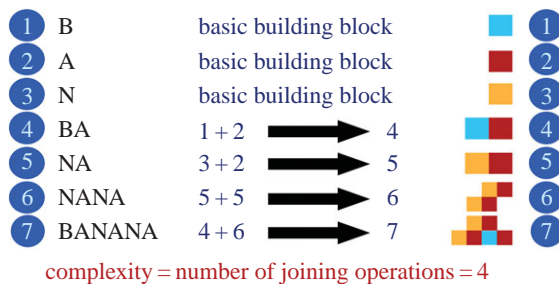 1 B basic building block 1
2 A basic building block 2
3 N basic building block 3
4 BA 1 + 2 4 4
5 NA 3 + 2 5 5
6 NANA 5 + 5 6 6
7 BANANA 4 + 6 7 7
complexity = number of joining operations = 4